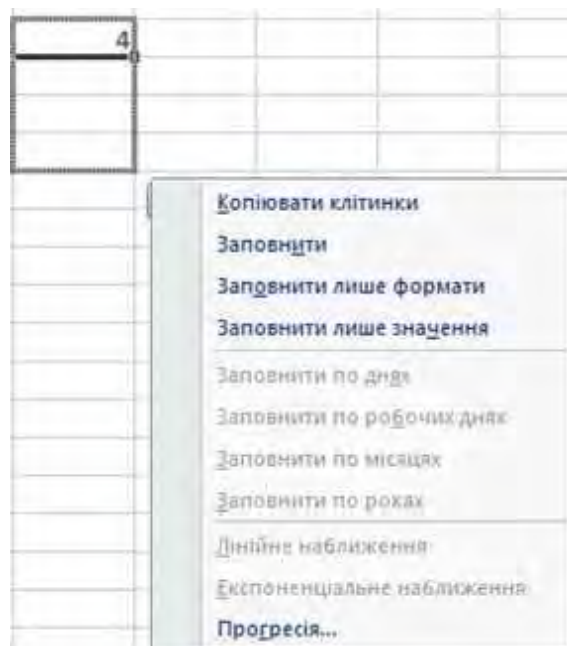 4
Копіювати клітинки
Заповнити
Заповнити лише формати
Заповнити лише значення
Заповнити по днях
Заповнити по робочих днях
Заповнити по місяцях
Заповнити по роках
Лінійне наближення
Експоненціальне наближення
Прогресія...